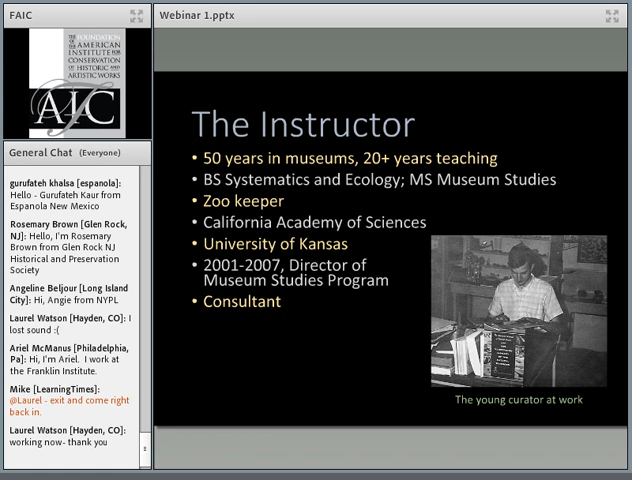 FAIC
THE FOUNDATION
OF THE AMERICAN
INSTITUTE FOR
CONSERVATION
OF HISTORIC AND
ARTISTIC WORKS
AIC
General Chat (Everyone)
gurufateh khalsa [espanola]:
Hello - Gurufateh Kaur from
Espanola New Mexico
Rosemary Brown [Glen Rock,
NJ]: Hello, I'm Rosemary
Brown from Glen Rock NJ
Historical and Preservation
Society
Angeline Beljour [Long Island
City]: Hi, Angie from NYPL
Laurel Watson [Hayden, CO]: I
lost sound :(
Ariel McManus [Philadelphia,
Pa]: Hi, I'm Ariel. I work at
the Franklin Institute.
Mike [LearningTimes]:
@Laurel - exit and come right
back in.
Laurel Watson [Hayden, CO]:
working now- thank you
Webinar 1.pptx
The Instructor
• 50 years in museums, 20+ years teaching
• BS Systematics and Ecology; MS Museum Studies
• Zoo keeper
• California Academy of Sciences
• University of Kansas
• 2001-2007, Director of
Museum Studies Program
• Consultant
The young curator at work